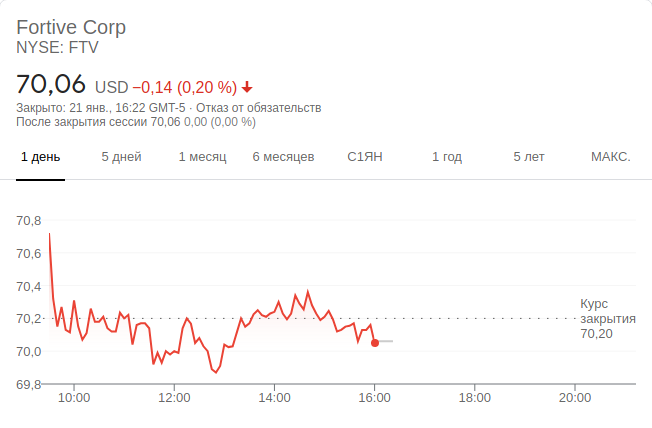 Fortive Corp
NYSE: FTV
70,06 USD −0,14 (0,20 %)
Закрыто: 21 янв., 16:22 GMT-5 · Отказ от обязательств
После закрытия сессии 70,06 0,00 (0,00 %)
1 день 5 дней 1 месяц 6 месяцев С1ЯН 1 год 5 лет МАКС.
70,8
70,6
70,4
70,2
70,0
69,8
Курс
закрытия
70,20
10:00 12:00 14:00 16:00 18:00 20:00